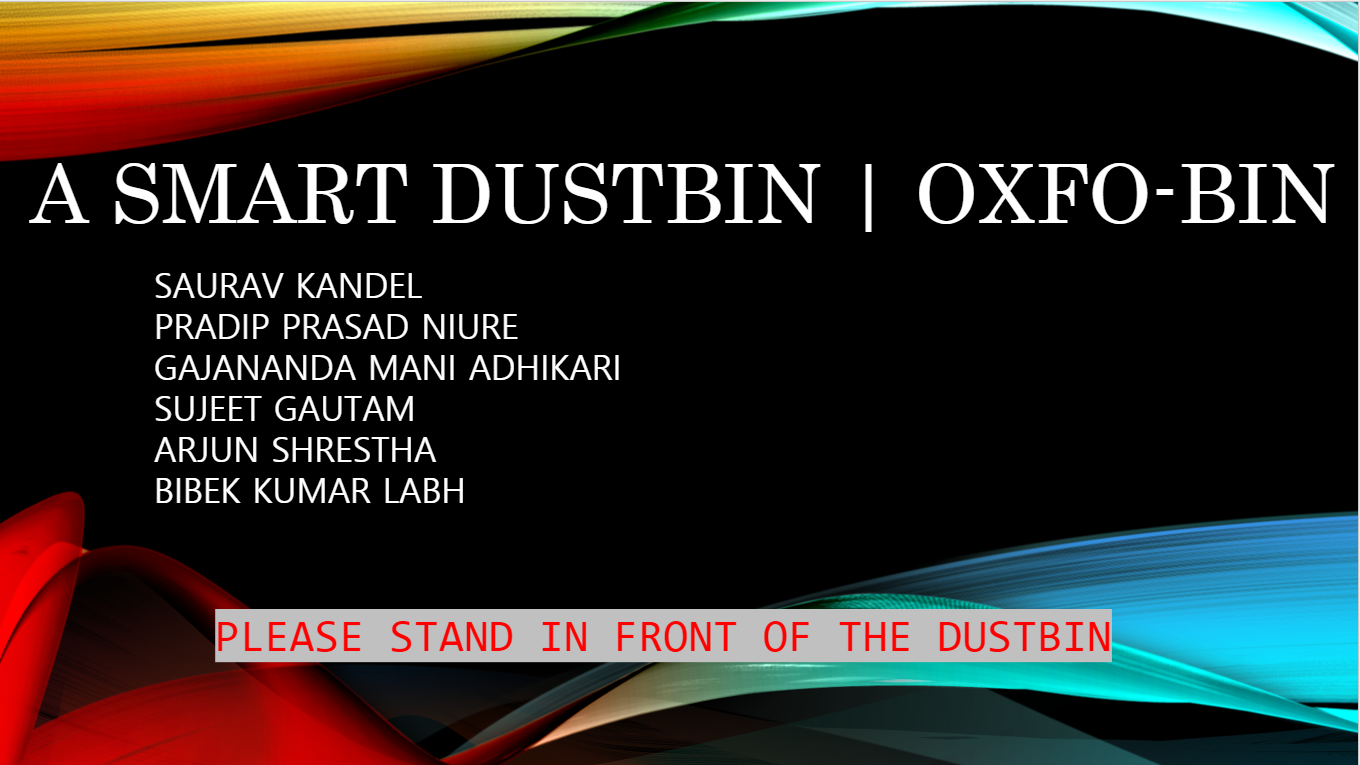 A SMART DUSTBIN | OXFO-BIN
SAURAV KANDEL
PRADIP PRASAD NIURE
GAJANANDA MANI ADHIKARI
SUJEET GAUTAM
ARJUN SHRESTHA
BIBEK KUMAR LABH
PLEASE STAND IN FRONT OF THE DUSTBIN